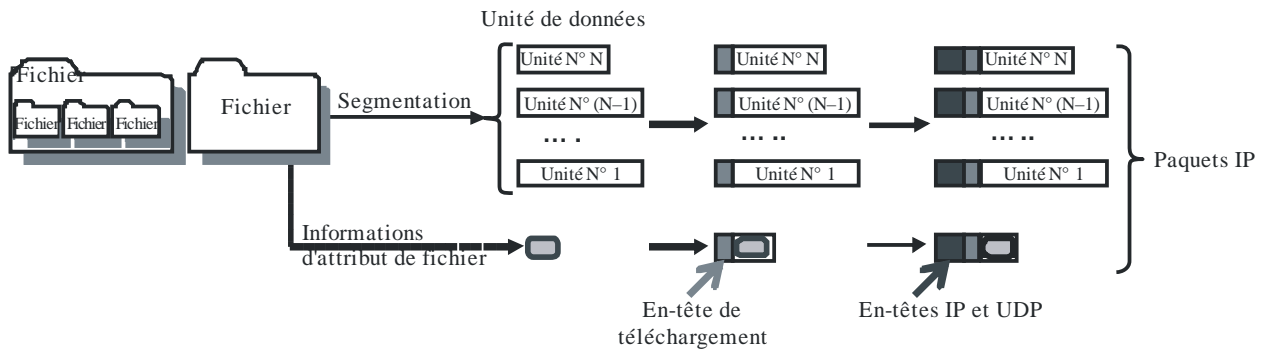 Unité de données
Fichier
Fichier
Fichier
Fichier
Fichier
Segmentation
Unité N° N
Unité N° (N–1)
... .
Unité N° 1
Unité N° N
Unité N° (N–1)
... ..
Unité N° 1
Unité N° N
Unité N° (N–1)
... ..
Unité N° 1
Paquets IP
Informations
d'attribut de fichier
En-tête de
téléchargement
En-têtes IP et UDP